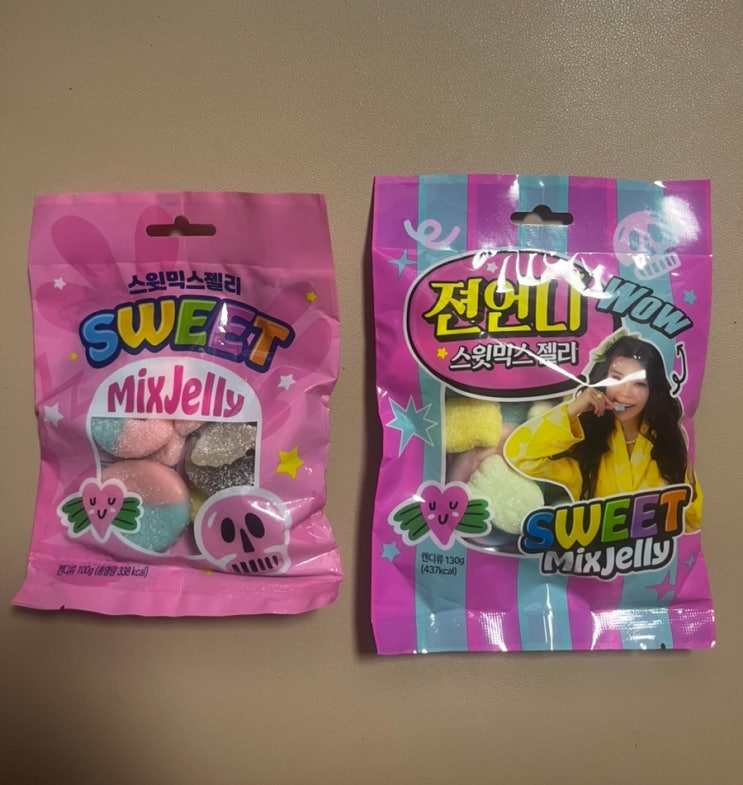 스윗믹스젤리
SWEET
MixJelly
캔디류 100g (총열량 338 kcal)
젼언니
WOW
스윗믹스젤리
SWEET
MixJelly
캔디류 130g
(437kcal)